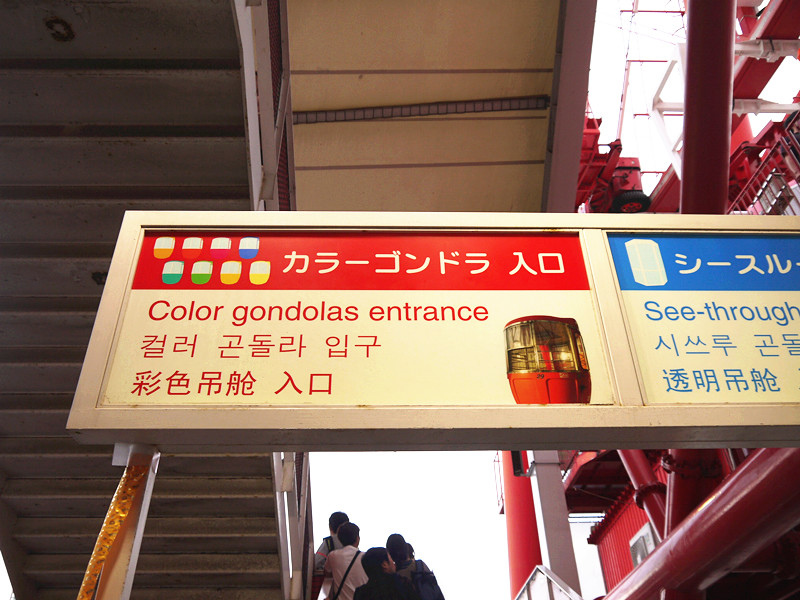 カラーゴンドラ 入口
Color gondolas entrance
컬러 곤돌라 입구
彩色吊舱 入口
シースルー
See-through
시쓰루 곤돌
透明吊舱